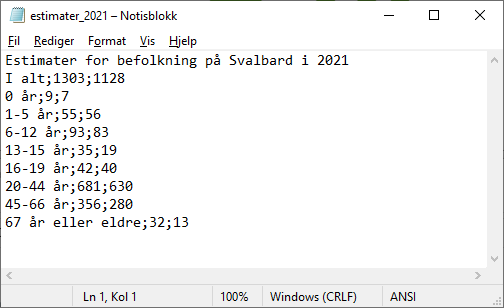 estimater_2021 – Notisblokk
Fil Rediger Format Vis Hjelp
Estimater for befolkning på Svalbard i 2021
I alt;1303;1128
0 år;9;7
1-5 år;55;56
6-12 år;93;83
13-15 år;35;19
16-19 år;42;40
20-44 år;681;630
45-66 år;356;280
67 år eller eldre;32;13
Ln 1, Kol 1 100% Windows (CRLF) ANSI